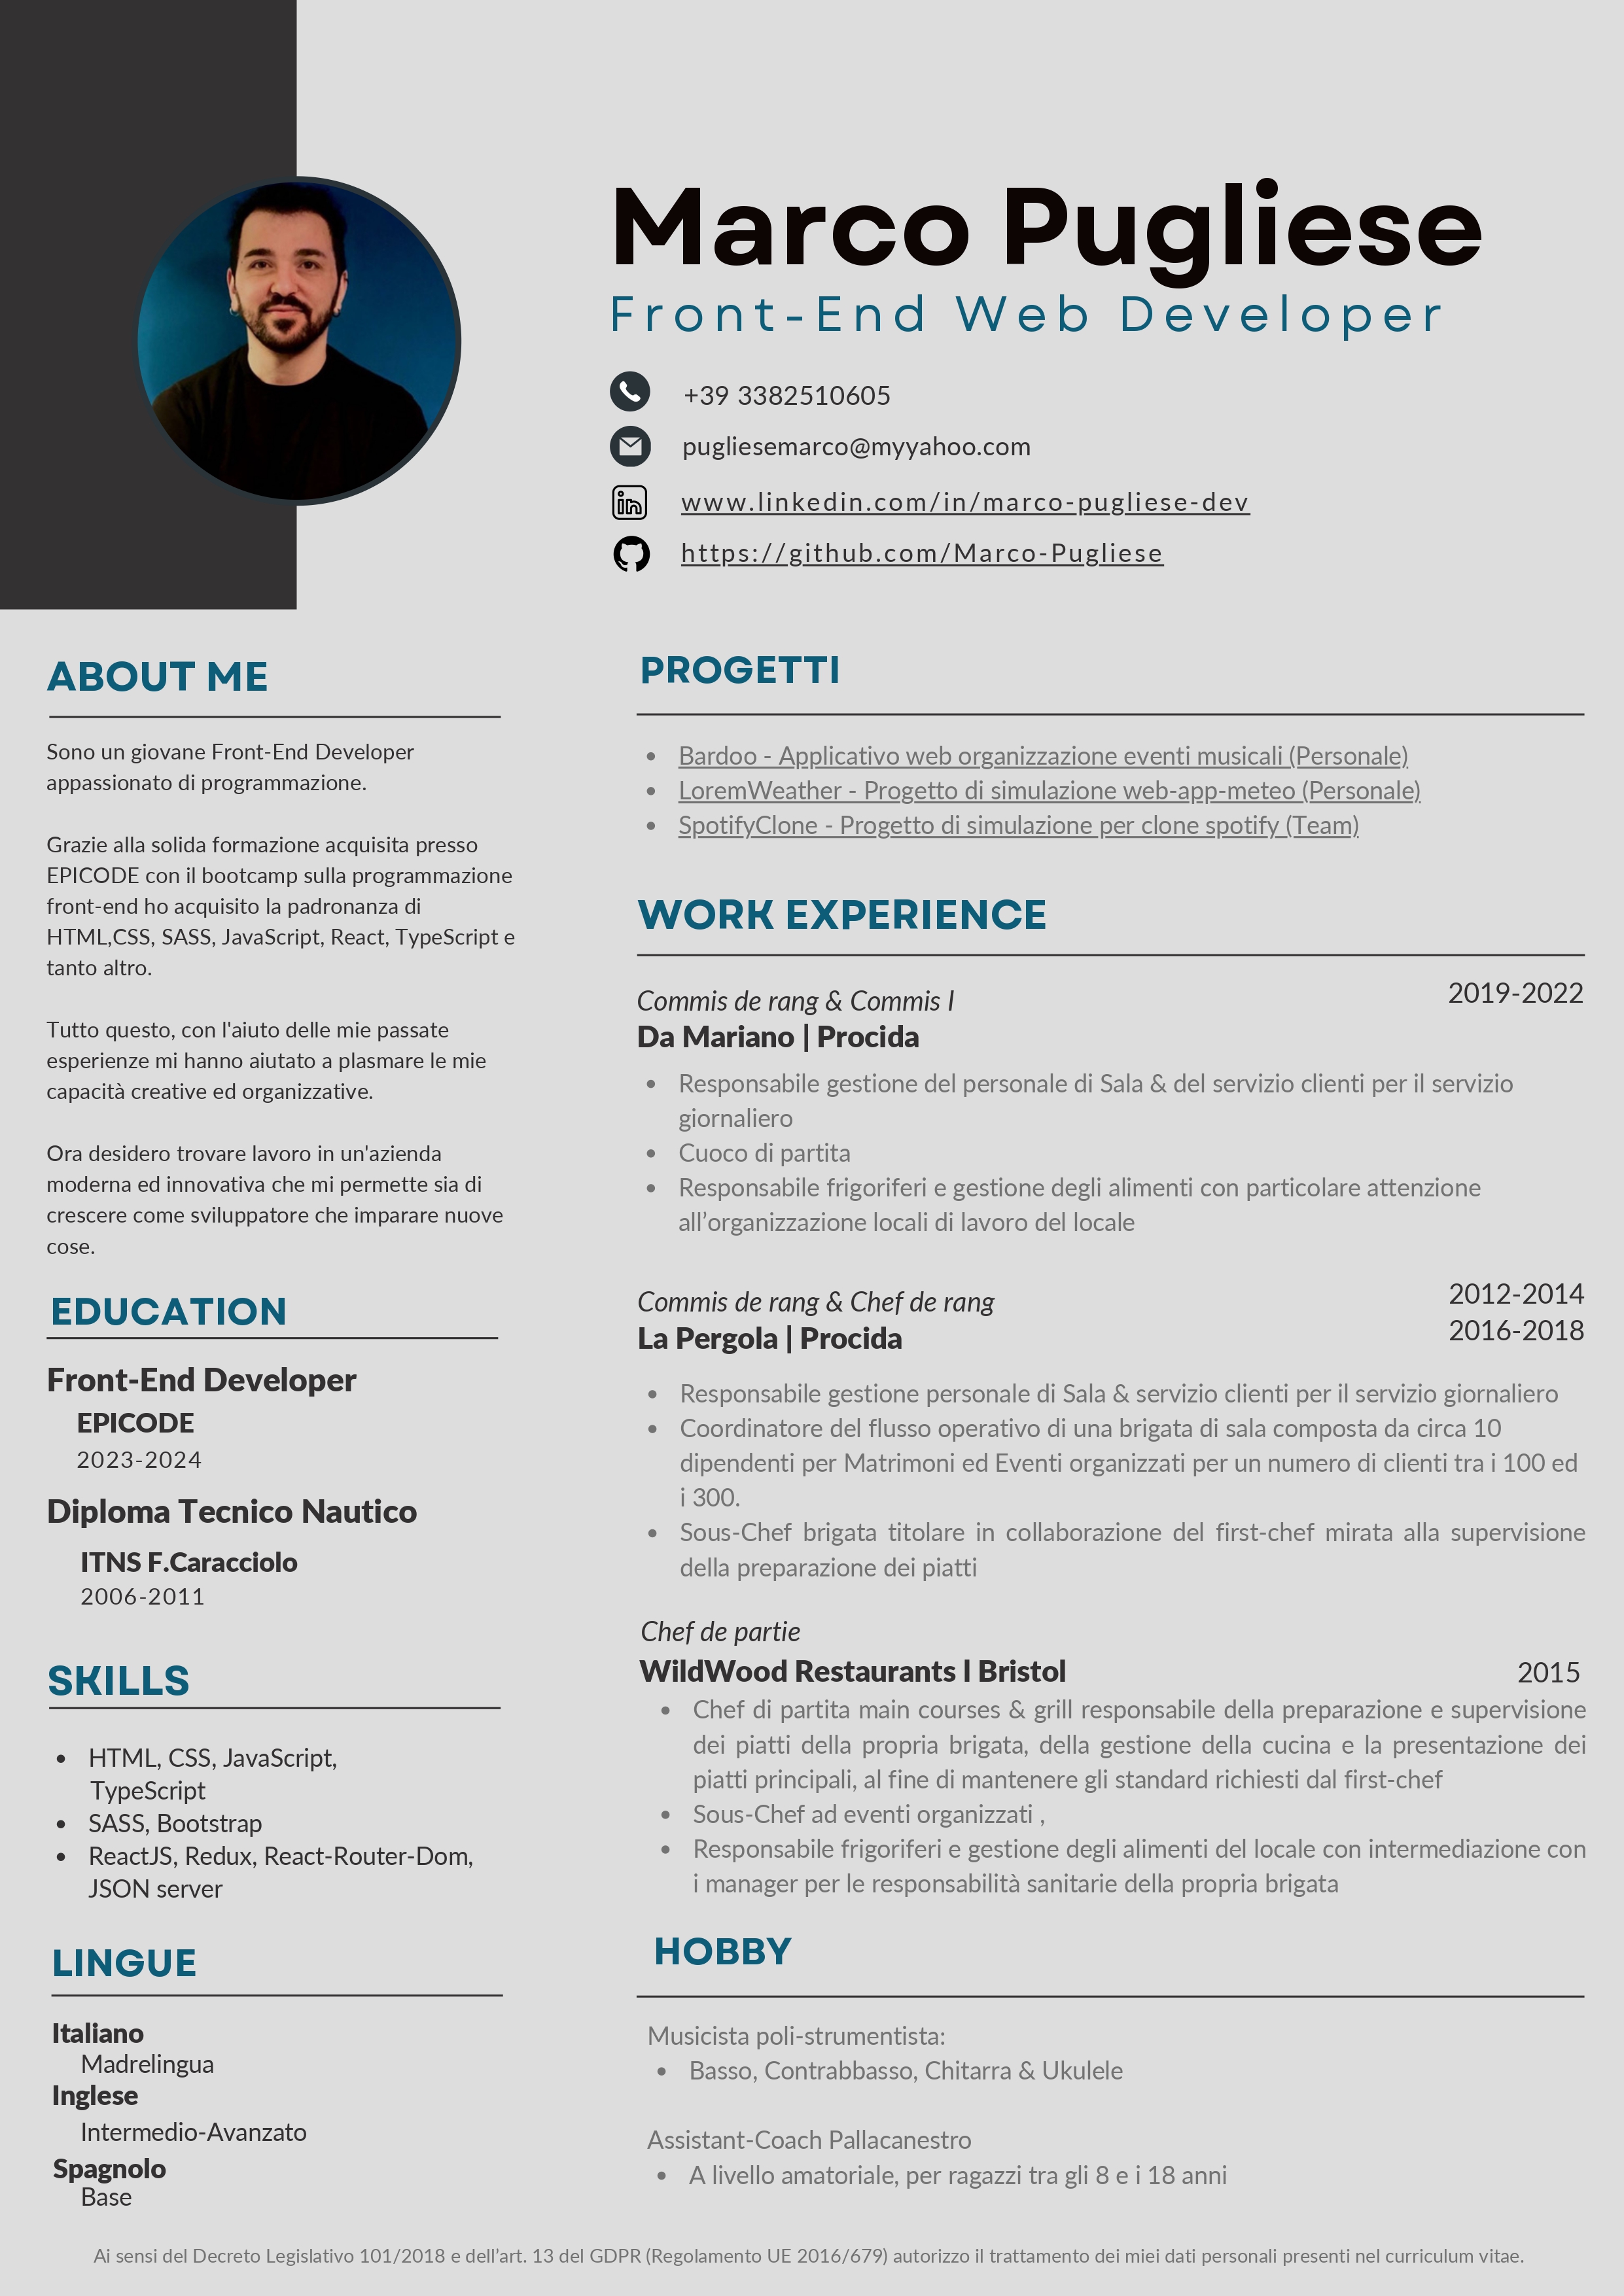 Marco Pugliese
Front-End Web Developer
+39 3382510605
pugliesemarco@myyahoo.com
www.linkedin.com/in/marco-pugliese-dev
https://github.com/Marco-Pugliese
ABOUT ME
Sono un giovane Front-End Developer
appassionato di programmazione.
Grazie alla solida formazione acquisita presso
EPICODE con il bootcamp sulla programmazione
front-end ho acquisito la padronanza di
HTML,CSS, SASS, JavaScript, React, TypeScript e
tanto altro.
Tutto questo, con l'aiuto delle mie passate
esperienze mi hanno aiutato a plasmare le mie
capacità creative ed organizzative.
Ora desidero trovare lavoro in un'azienda
moderna ed innovativa che mi permette sia di
crescere come sviluppatore che imparare nuove
cose.
EDUCATION
Front-End Developer
EPICODE
2023-2024
Diploma Tecnico Nautico
ITNS F.Caracciolo
2006-2011
SKILLS
• HTML, CSS, JavaScript,
TypeScript
• SASS, Bootstrap
• ReactJS, Redux, React-Router-Dom,
JSON server
LINGUE
Italiano
Madrelingua
Inglese
Intermedio-Avanzato
Spagnolo
Base
PROGETTI
• Bardoo - Applicativo web organizzazione eventi musicali (Personale)
• LoremWeather - Progetto di simulazione web-app-meteo (Personale)
• SpotifyClone - Progetto di simulazione per clone spotify (Team)
WORK EXPERIENCE
Commis de rang & Commis I 2019-2022
Da Mariano | Procida
• Responsabile gestione del personale di Sala & del servizio clienti per il servizio
giornaliero
• Cuoco di partita
• Responsabile frigoriferi e gestione degli alimenti con particolare attenzione
all’organizzazione locali di lavoro del locale
Commis de rang & Chef de rang 2012-2014
La Pergola | Procida 2016-2018
• Responsabile gestione personale di Sala & servizio clienti per il servizio giornaliero
• Coordinatore del flusso operativo di una brigata di sala composta da circa 10
dipendenti per Matrimoni ed Eventi organizzati per un numero di clienti tra i 100 ed
i 300.
• Sous-Chef brigata titolare in collaborazione del first-chef mirata alla supervisione
della preparazione dei piatti
Chef de partie
WildWood Restaurants l Bristol 2015
• Chef di partita main courses & grill responsabile della preparazione e supervisione
dei piatti della propria brigata, della gestione della cucina e la presentazione dei
piatti principali, al fine di mantenere gli standard richiesti dal first-chef
• Sous-Chef ad eventi organizzati ,
• Responsabile frigoriferi e gestione degli alimenti del locale con intermediazione con
i manager per le responsabilità sanitarie della propria brigata
HOBBY
Musicista poli-strumentista:
• Basso, Contrabbasso, Chitarra & Ukulele
Assistant-Coach Pallacanestro
• A livello amatoriale, per ragazzi tra gli 8 e i 18 anni
Ai sensi del Decreto Legislativo 101/2018 e dell’art. 13 del GDPR (Regolamento UE 2016/679) autorizzo il trattamento dei miei dati personali presenti nel curriculum vitae.